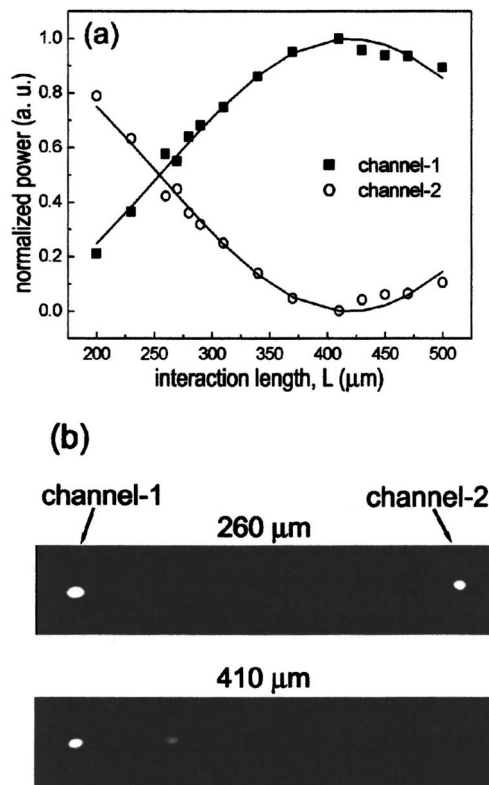 (a)
1.0
0.8
0.6
0.4
0.2
0.0
normalized power (a. u.)
channel-1
channel-2
200 250 300 350 400 450 500
interaction length, L (μm)
(b)
channel-1 channel-2
260 μm
410 μm